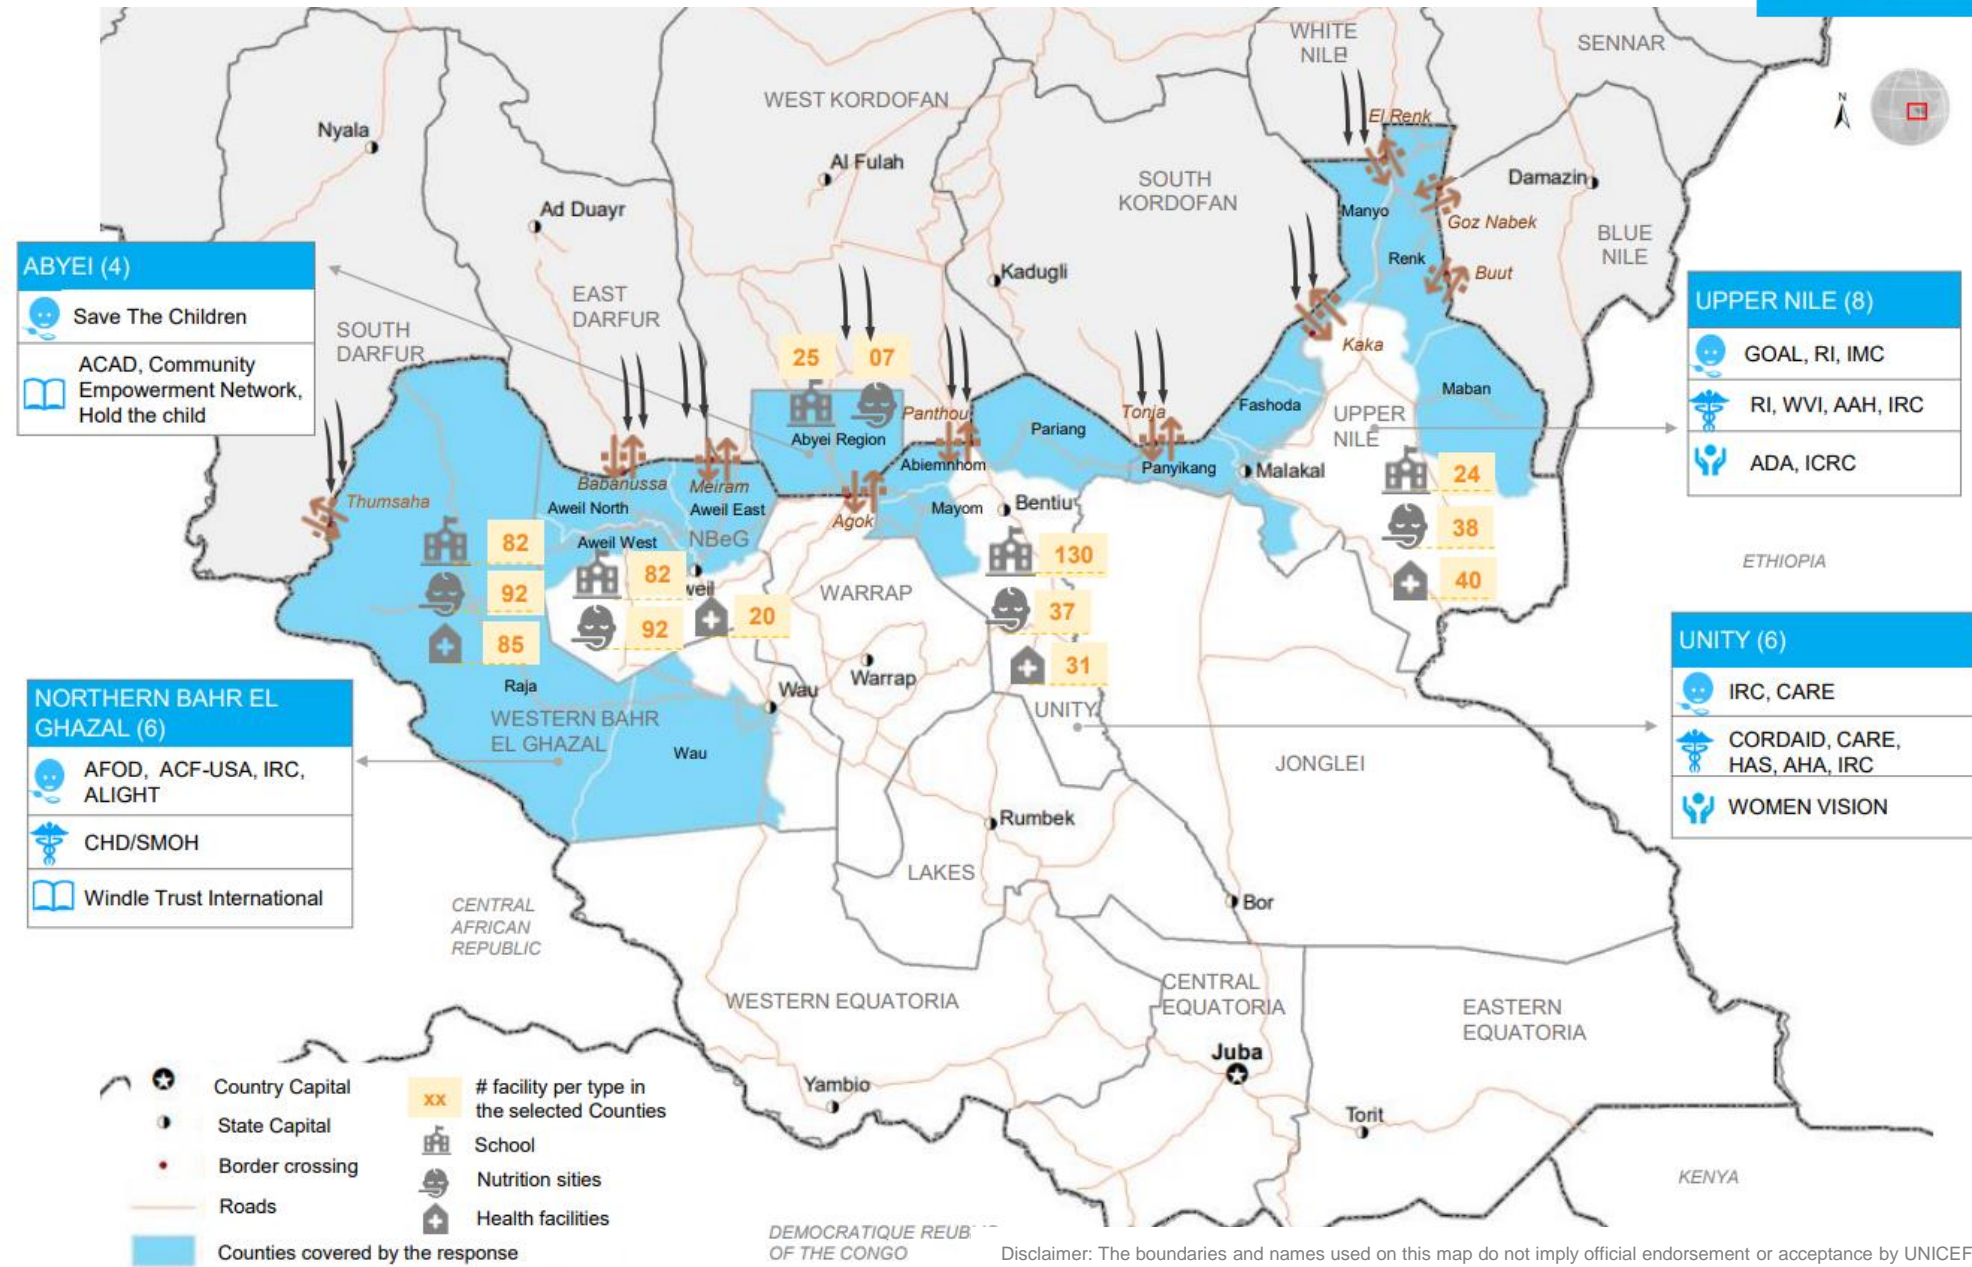 WHITE
NILE
SENNAR
WEST KORDOFAN
N
El Renk
Nyala
Al Fulah
SOUTH
KORDOFAN
Damazin
Manyo
Goz Nabek
Ad Duayr
BLUE
NILE
Renk
Buut
Kadugli
ABYEI (4)
Save The Children
ACAD, Community
Empowerment Network,
Hold the child
EAST
DARFUR
SOUTH
DARFUR
UPPER NILE (8)
GOAL, RI, IMC
RI, WVI, AAH, IRC
ADA, ICRC
Kaka
25
07
Maban
Fashoda
UPPER
NILE
Panthou
Tonja
Pariang
Abyei Region
Abiemnhom
Panyikang
Malakal
24
38
40
Thumsaha
Babanussa
Meiram
Aweil North
Aweil East
Agok
Mayom
Bentiu
Aweil West
NBeG
82
92
85
82
weil
92
20
WARRAP
130
37
31
ETHIOPIA
UNITY (6)
IRC, CARE
CORDAID, CARE,
HAS, AHA, IRC
WOMEN VISION
Warrap
Wau
Raja
WESTERN BAHR
EL GHAZAL
Wau
UNITY
JONGLEI
NORTHERN BAHR EL
GHAZAL (6)
AFOD, ACF-USA, IRC,
ALIGHT
CHD/SMOH
Windle Trust International
Rumbek
LAKES
Bor
CENTRAL
AFRICAN
REPUBLIC
WESTERN EQUATORIA
CENTRAL
EQUATORIA
EASTERN
EQUATORIA
Juba
Yambio
Torit
KENYA
Country Capital
State Capital
Border crossing
Roads
Counties covered by the response
xx
# facility per type in
the selected Counties
School
Nutrition sites
Health facilities
DEMOCRATIQUE REUB
OF THE CONGO
Disclaimer: The boundaries and names used on this map do not imply official endorsement or acceptance by UNICEF